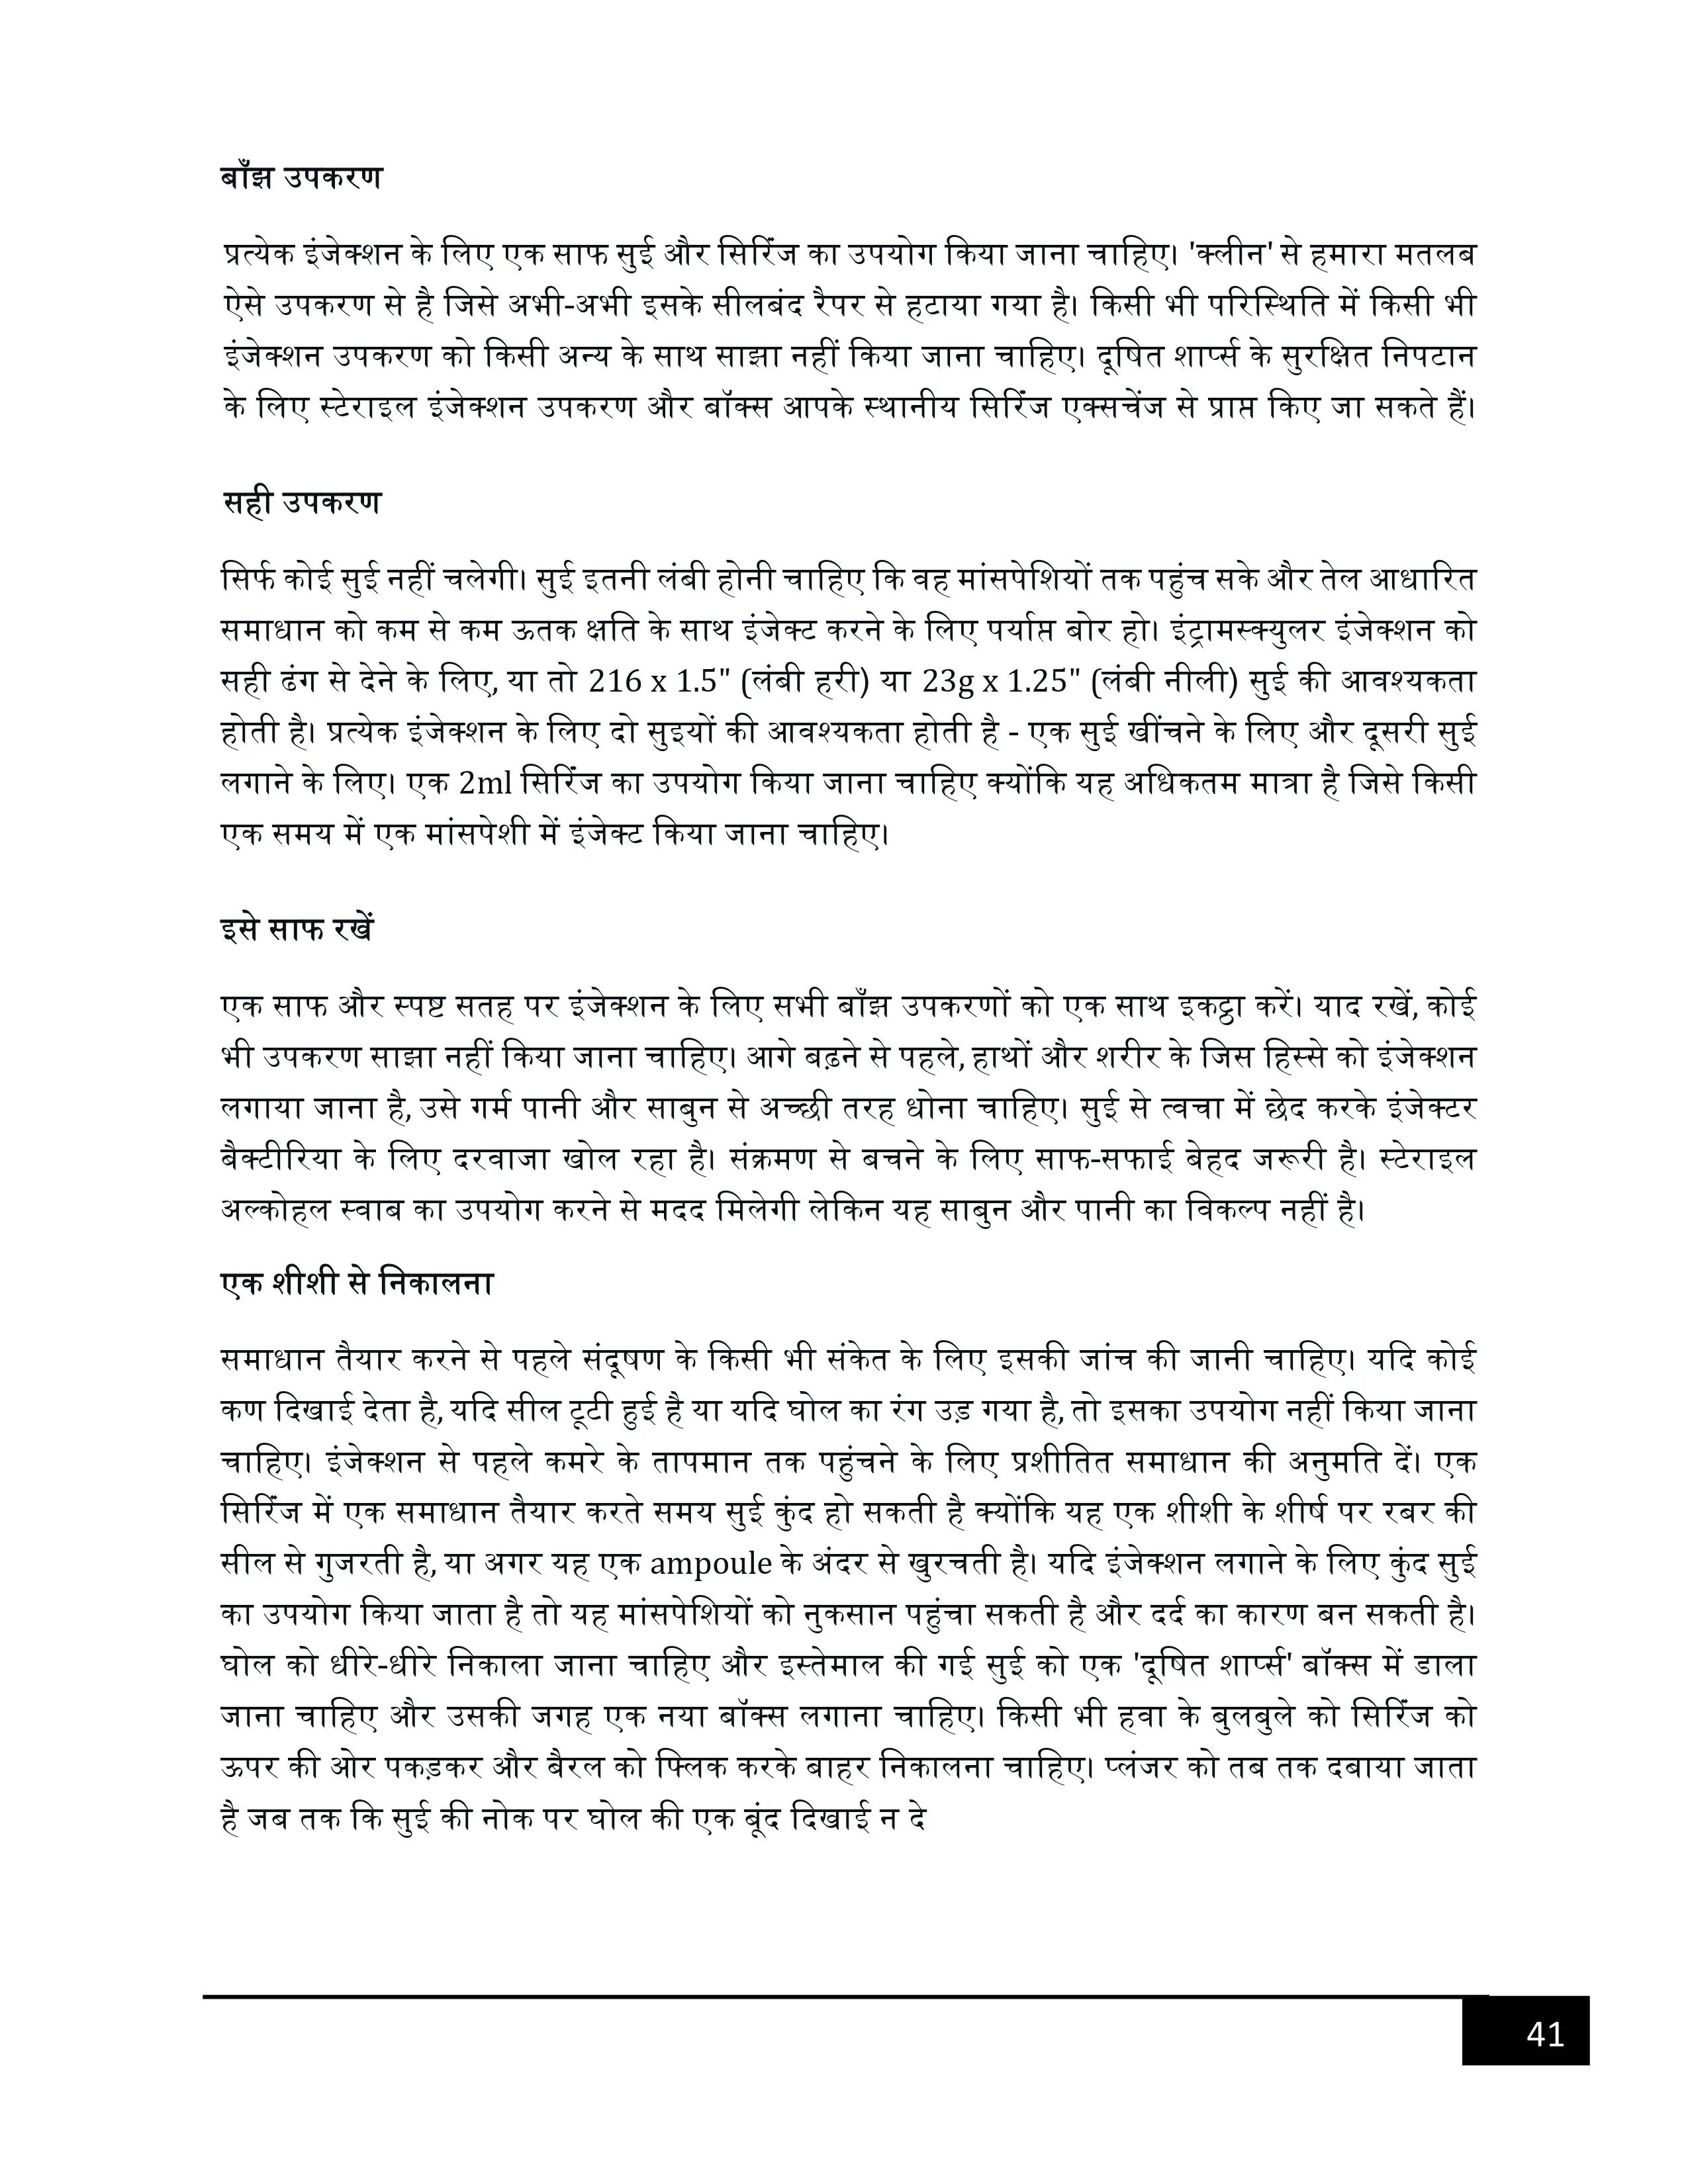 बाँझ उपकरण
प्रत्येक इंजेक्शन के लिए एक साफ सुई और सिरिंज का उपयोग किया जाना चाहिए। 'क्लीन' से हमारा मतलब
ऐसे उपकरण से है जिसे अभी-अभी इसके सीलबंद रैपर से हटाया गया है। किसी भी परिस्थिति में किसी भी
इंजेक्शन उपकरण को किसी अन्य के साथ साझा नहीं किया जाना चाहिए। दूषित शार्प्स के सुरक्षित निपटान
के लिए स्टेराइल इंजेक्शन उपकरण और बॉक्स आपके स्थानीय सिरिंज एक्सचेंज से प्राप्त किए जा सकते हैं।
सही उपकरण
सिर्फ कोई सुई नहीं चलेगी। सुई इतनी लंबी होनी चाहिए कि वह मांसपेशियों तक पहुंच सके और तेल आधारित
समाधान को कम से कम ऊतक क्षति के साथ इंजेक्ट करने के लिए पर्याप्त बोर हो। इंट्रामस्क्युलर इंजेक्शन को
सही ढंग से देने के लिए, या तो 216 x 1.5" (लंबी हरी) या 23g x 1.25" (लंबी नीली) सुई की आवश्यकता
होती है। प्रत्येक इंजेक्शन के लिए दो सुइयों की आवश्यकता होती है - एक सुई खींचने के लिए और दूसरी सुई
लगाने के लिए। एक 2ml सिरिंज का उपयोग किया जाना चाहिए क्योंकि यह अधिकतम मात्रा है जिसे किसी
एक समय में एक मांसपेशी में इंजेक्ट किया जाना चाहिए।
इसे साफ रखें
एक साफ और स्पष्ट सतह पर इंजेक्शन के लिए सभी बाँझ उपकरणों को एक साथ इकट्ठा करें। याद रखें, कोई
भी उपकरण साझा नहीं किया जाना चाहिए। आगे बढ़ने से पहले, हाथों और शरीर के जिस हिस्से को इंजेक्शन
लगाया जाना है, उसे गर्म पानी और साबुन से अच्छी तरह धोना चाहिए। सुई से त्वचा में छेद करके इंजेक्टर
बैक्टीरिया के लिए दरवाजा खोल रहा है। संक्रमण से बचने के लिए साफ-सफाई बेहद जरूरी है। स्टेराइल
अल्कोहल स्वाब का उपयोग करने से मदद मिलेगी लेकिन यह साबुन और पानी का विकल्प नहीं है।
एक शीशी से निकालना
समाधान तैयार करने से पहले संदूषण के किसी भी संकेत के लिए इसकी जांच की जानी चाहिए। यदि कोई
कण दिखाई देता है, यदि सील टूटी हुई है या यदि घोल का रंग उड़ गया है, तो इसका उपयोग नहीं किया जाना
चाहिए। इंजेक्शन से पहले कमरे के तापमान तक पहुंचने के लिए प्रशीतित समाधान की अनुमति दें। एक
सिरिंज में एक समाधान तैयार करते समय सुई कुंद हो सकती है क्योंकि यह एक शीशी के शीर्ष पर रबर की
सील से गुजरती है, या अगर यह एक ampoule के अंदर से खुरचती है। यदि इंजेक्शन लगाने के लिए कुंद सुई
का उपयोग किया जाता है तो यह मांसपेशियों को नुकसान पहुंचा सकती है और दर्द का कारण बन सकती है।
घोल को धीरे-धीरे निकाला जाना चाहिए और इस्तेमाल की गई सुई को एक 'दूषित शार्प्स' बॉक्स में डाला
जाना चाहिए और उसकी जगह एक नया बॉक्स लगाना चाहिए। किसी भी हवा के बुलबुले को सिरिंज को
ऊपर की ओर पकड़कर और बैरल को फ्लिक करके बाहर निकालना चाहिए। प्लंजर को तब तक दबाया जाता
है जब तक कि सुई की नोक पर घोल की एक बूंद दिखाई न दे
41